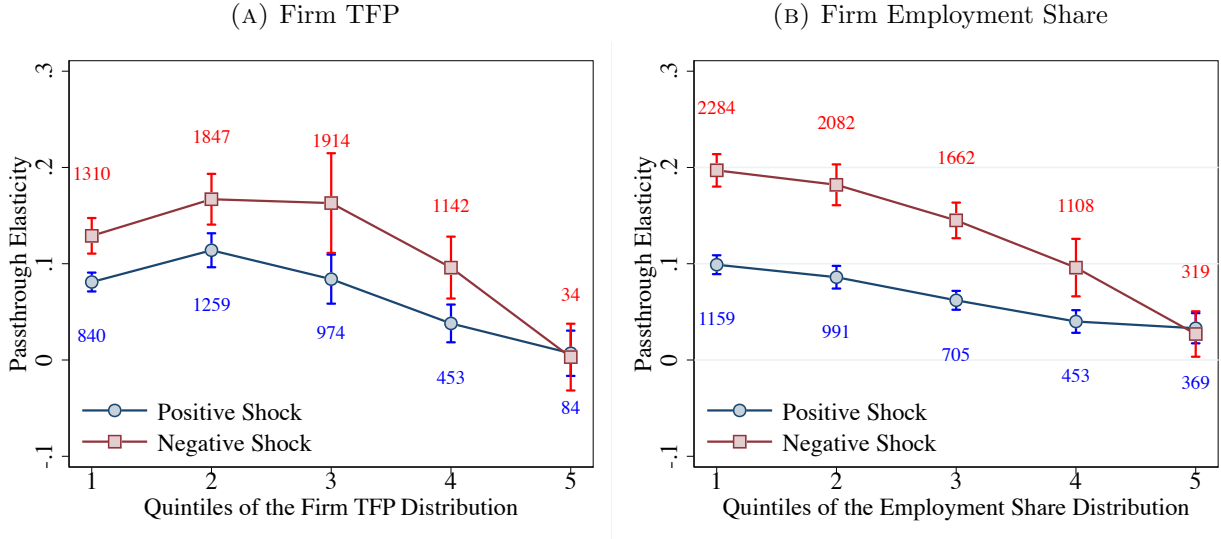 (A) Firm TFP
.3
.2
.1
0
-.1
Passthrough Elasticity
1310
1847
1914
1142
34
840
1259
974
453
84
Positive Shock
Negative Shock
1 2 3 4 5
Quintiles of the Firm TFP Distribution
(B) Firm Employment Share
.3
.2
.1
0
-.1
Passthrough Elasticity
2284
2082
1662
1108
319
1159
991
705
453
369
Positive Shock
Negative Shock
1 2 3 4 5
Quintiles of the Employment Share Distribution